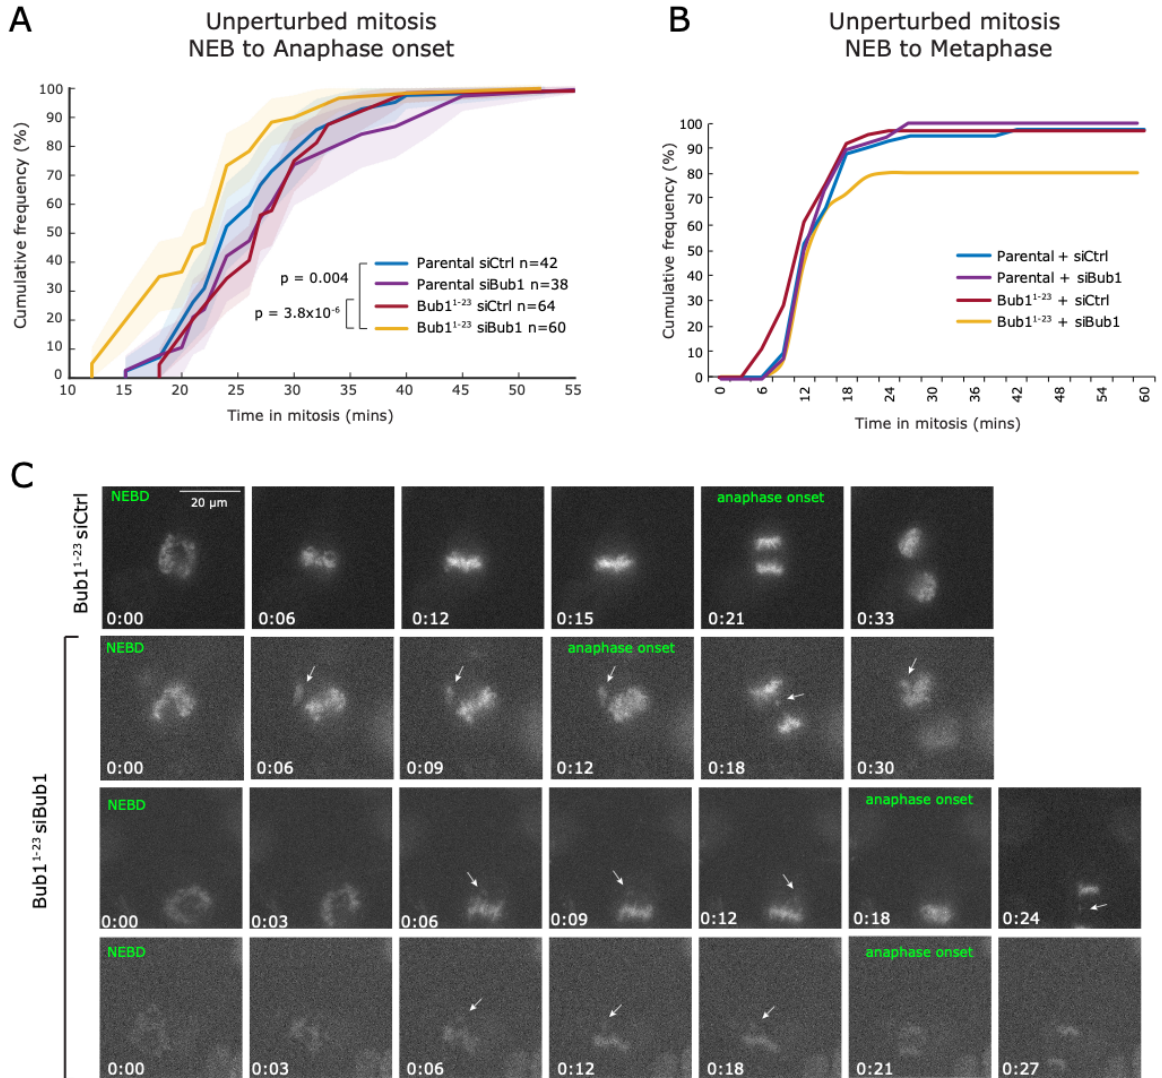 A
Unperturbed mitosis
NEB to Anaphase onset
Cumulative frequency (%)
100
90
80
70
60
50
40
30
20
10
0
10 15 20 25 30 35 40 45 50 55
Time in mitosis (mins)
p = 0.004
p = 3.8x10⁻⁶
Parental siCtrl n=42
Parental siBub1 n=38
Bub1¹⁻²³ siCtrl n=64
Bub1¹⁻²³ siBub1 n=60
B
Unperturbed mitosis
NEB to Metaphase
Cumulative frequency (%)
100
90
80
70
60
50
40
30
20
10
0
0 6 12 18 24 30 36 42 48 54 60
Time in mitosis (mins)
Parental + siCtrl
Parental + siBub1
Bub1¹⁻²³ + siCtrl
Bub1¹⁻²³ + siBub1
C
Bub1¹⁻²³ siCtrl
NEBD
20 µm
anaphase onset
0:00 0:06 0:12 0:15 0:21 0:33
Bub1¹⁻²³ siBub1
NEBD anaphase onset
0:00 0:06 0:09 0:12 0:18 0:30
NEBD anaphase onset
0:00 0:03 0:06 0:09 0:12 0:18 0:24
NEBD anaphase onset
0:00 0:03 0:06 0:12 0:18 0:21 0:27